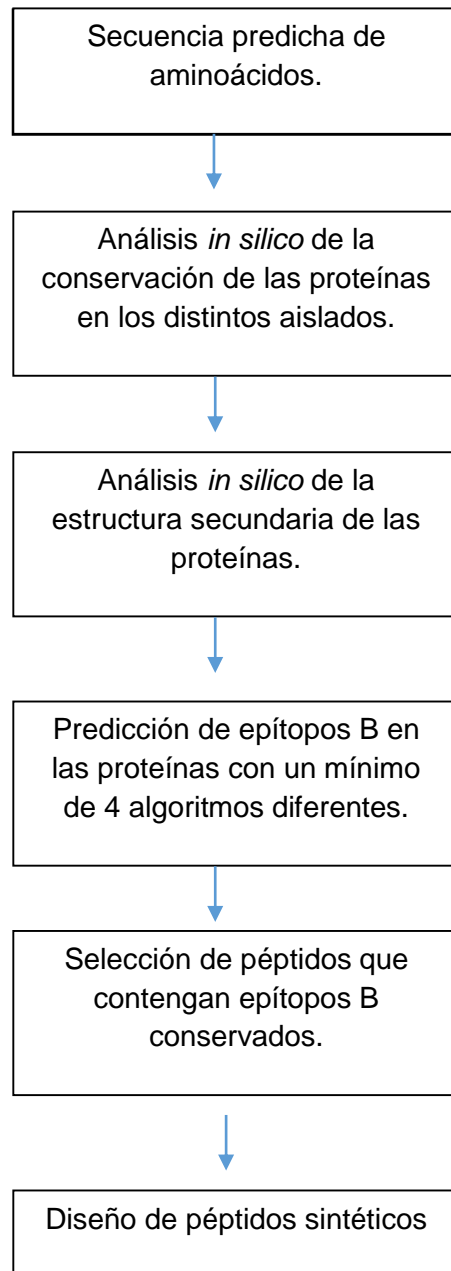 Secuencia predicha de
aminoácidos.
Análisis in silico de la
conservación de las proteínas
en los distintos aislados.
Análisis in silico de la
estructura secundaria de las
proteínas.
Predicción de epítopos B en
las proteínas con un mínimo
de 4 algoritmos diferentes.
Selección de péptidos que
contengan epítopos B
conservados.
Diseño de péptidos sintéticos